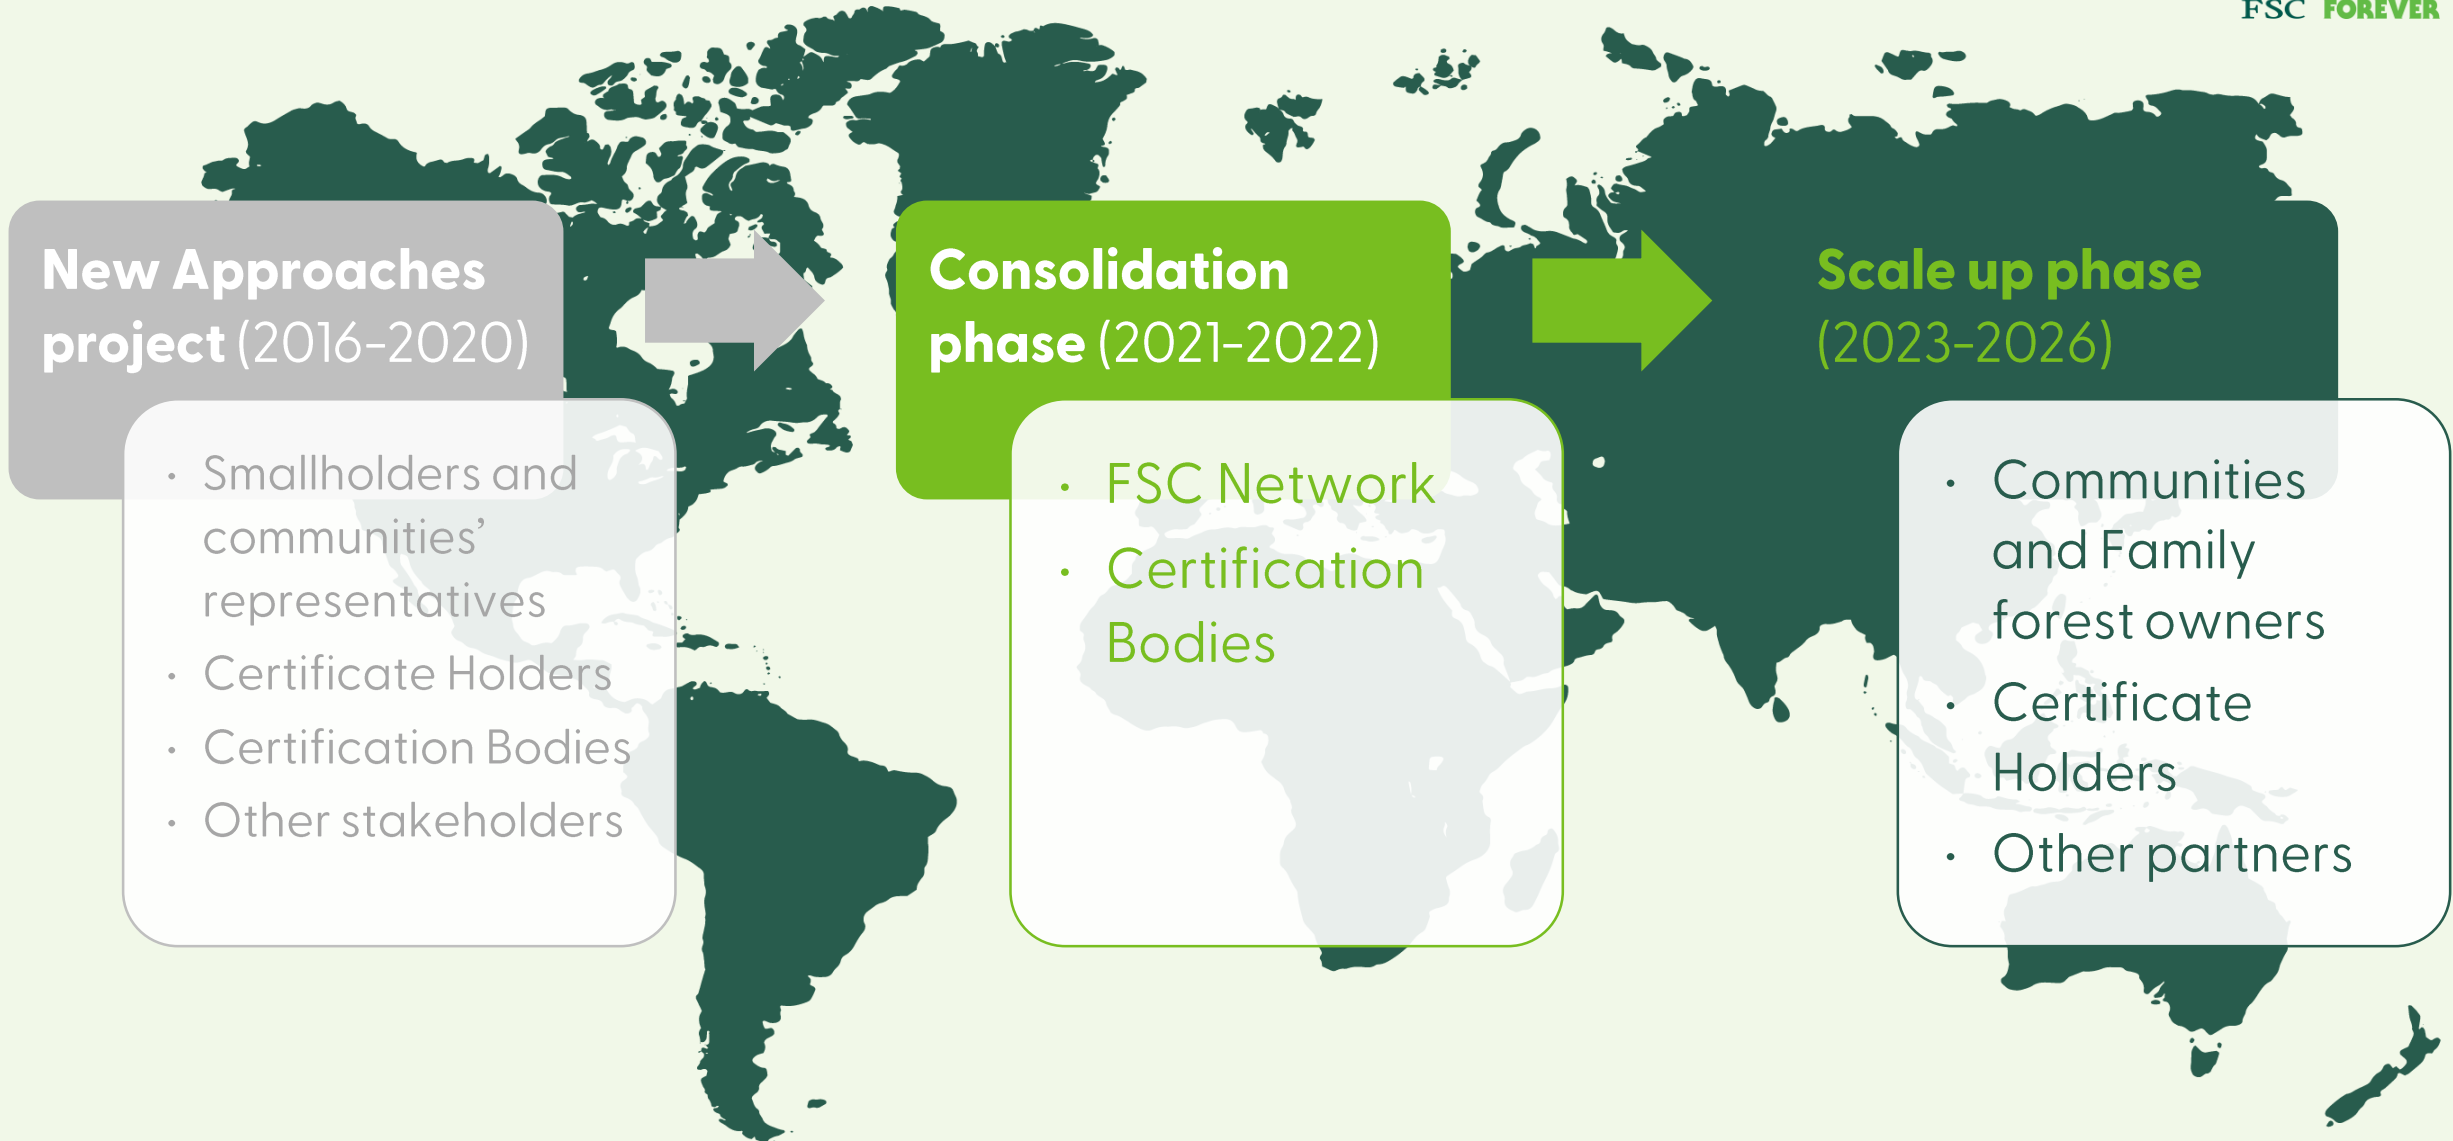 FSC FOREVER
New Approaches
project (2016-2020)
• Smallholders and
communities’
representatives
• Certificate Holders
• Certification Bodies
• Other stakeholders
Consolidation
phase (2021-2022)
• FSC Network
• Certification
Bodies
Scale up phase
(2023-2026)
• Communities
and Family
forest owners
• Certificate
Holders
• Other partners